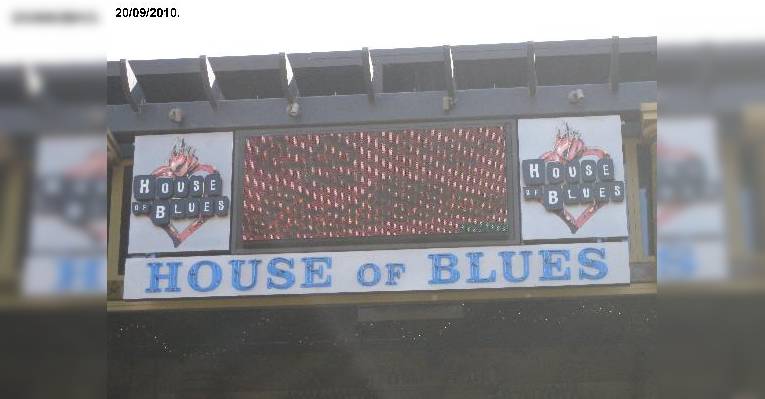 20/09/2010.
HOUSE
OF BLUES
HOUSE
OF BLUES
HOUSE OF BLUES